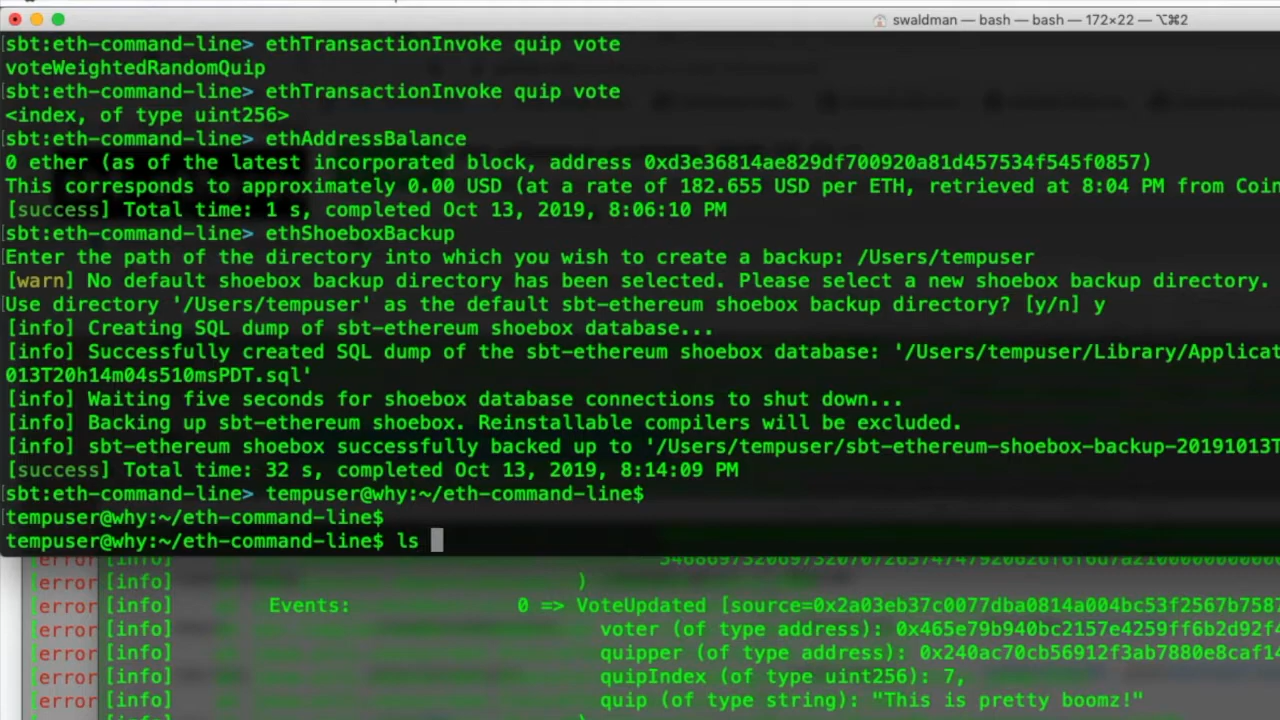 swaldman — bash — bash — 172×22 — ⌥⌘2
sbt:eth-command-line> ethTransactionInvoke quip vote
voteWeightedRandomQuip
sbt:eth-command-line> ethTransactionInvoke quip vote
<index, of type uint256>
sbt:eth-command-line> ethAddressBalance
0 ether (as of the latest incorporated block, address 0xd3e36814ae829df700920a81d457534f545f0857)
This corresponds to approximately 0.00 USD (at a rate of 182.655 USD per ETH, retrieved at 8:04 PM from Coin
[success] Total time: 1 s, completed Oct 13, 2019, 8:06:10 PM
sbt:eth-command-line> ethShoeboxBackup
Enter the path of the directory into which you wish to create a backup: /Users/tempuser
[warn] No default shoebox backup directory has been selected. Please select a new shoebox backup directory.
Use directory '/Users/tempuser' as the default sbt-ethereum shoebox backup directory? [y/n] y
[info] Creating SQL dump of sbt-ethereum shoebox database...
[info] Successfully created SQL dump of the sbt-ethereum shoebox database: '/Users/tempuser/Library/Applicat
013T20h14m04s510msPDT.sql'
[info] Waiting five seconds for shoebox database connections to shut down...
[info] Backing up sbt-ethereum shoebox. Reinstallable compilers will be excluded.
[info] sbt-ethereum shoebox successfully backed up to '/Users/tempuser/sbt-ethereum-shoebox-backup-20191013T
[success] Total time: 32 s, completed Oct 13, 2019, 8:14:09 PM
sbt:eth-command-line> tempuser@why:~/eth-command-line$
tempuser@why:~/eth-command-line$
tempuser@why:~/eth-command-line$ ls
[error [info]
[error [info] )
[error [info] Events: 0 => VoteUpdated [source=0x2a03eb37c0077dba0814a004bc53f2567b7587
[error [info] voter (of type address): 0x465e79b940bc2157e4259ff6b2d92f4
[error [info] quipper (of type address): 0x240ac70cb56912f3ab7880e8caf14
[error [info] quipIndex (of type uint256): 7,
[error [info] quip (of type string): "This is pretty boomz!"